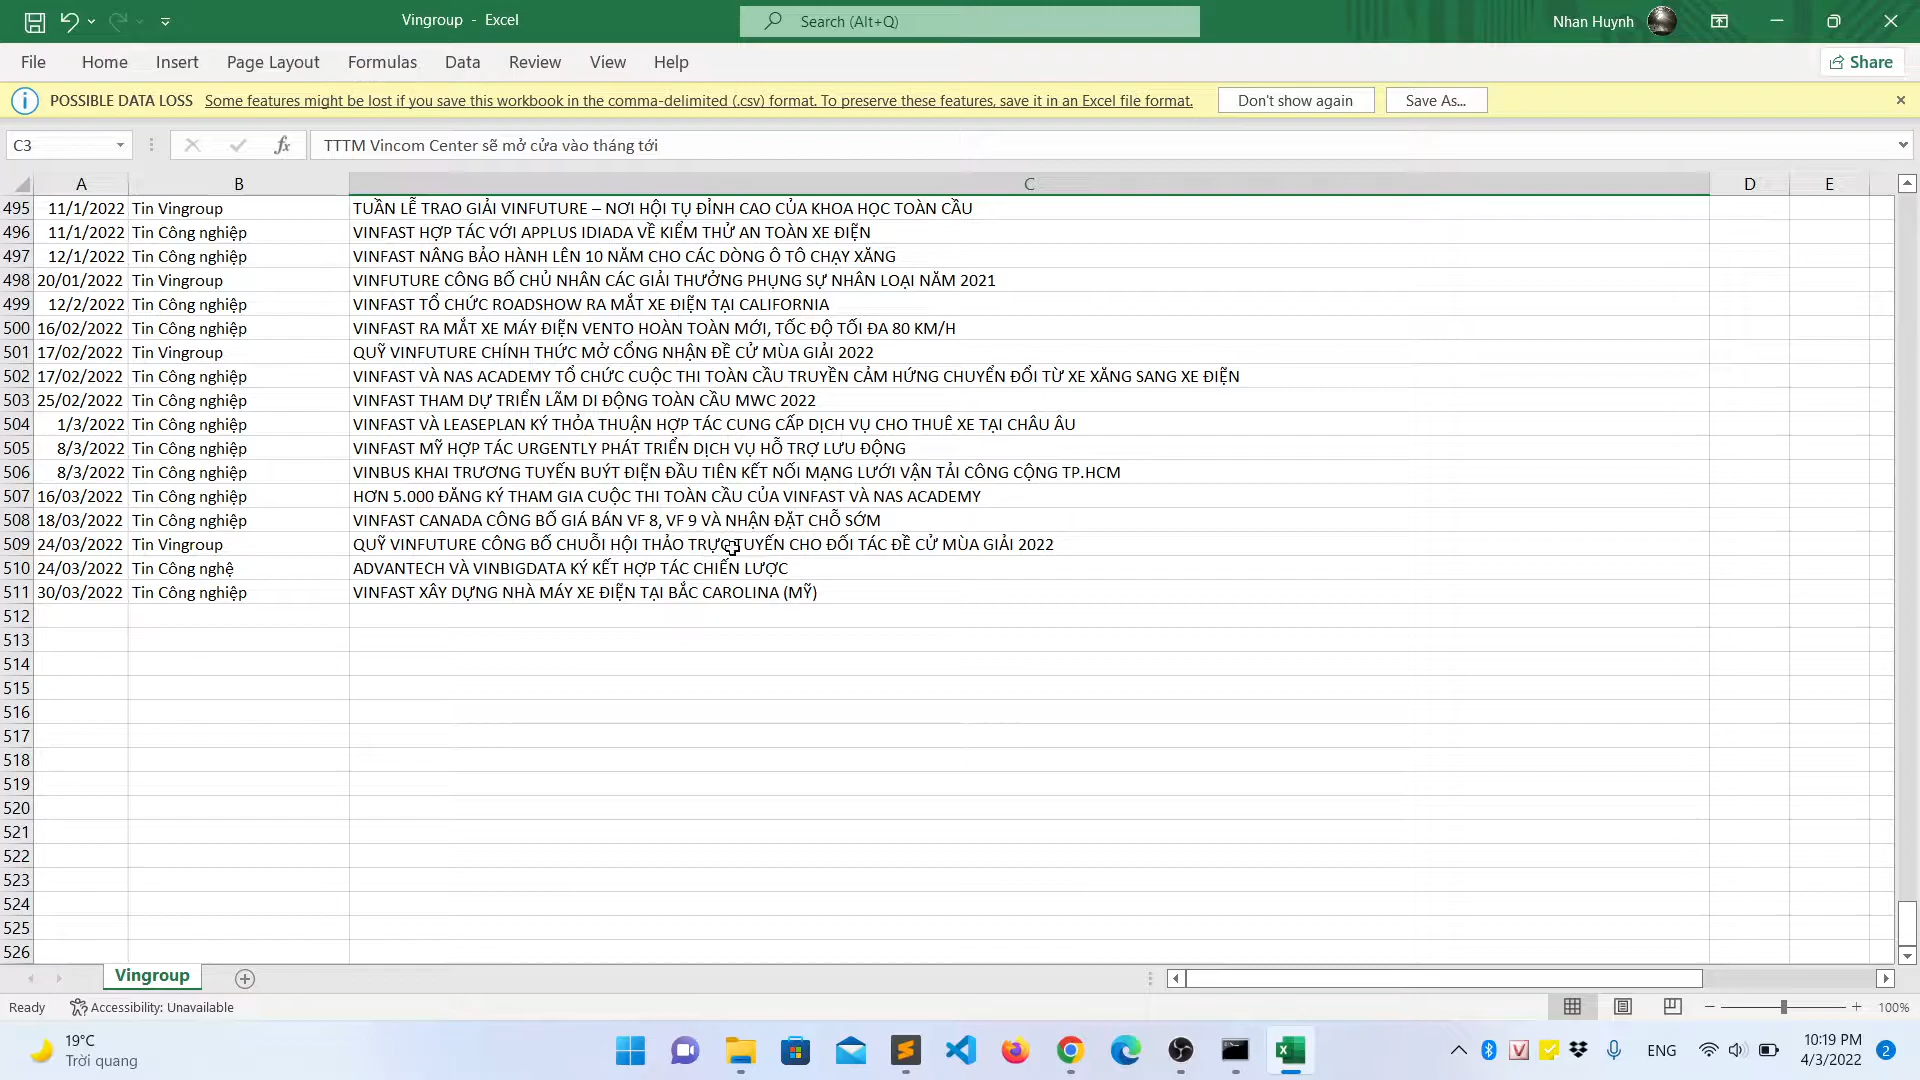 Vingroup - Excel
Search (Alt+Q)
Nhan Huynh
File Home Insert Page Layout Formulas Data Review View Help
Share
POSSIBLE DATA LOSS Some features might be lost if you save this workbook in the comma-delimited (.csv) format. To preserve these features, save it in an Excel file format. Don't show again Save As...
C3 fx TTTM Vincom Center sẽ mở cửa vào tháng tới
A B C D E
495 11/1/2022 Tin Vingroup TUẦN LỄ TRAO GIẢI VINFUTURE – NƠI HỘI TỤ ĐỈNH CAO CỦA KHOA HỌC TOÀN CẦU
496 11/1/2022 Tin Công nghiệp VINFAST HỢP TÁC VỚI APPLUS IDIADA VỀ KIỂM THỬ AN TOÀN XE ĐIỆN
497 12/1/2022 Tin Công nghiệp VINFAST NÂNG BẢO HÀNH LÊN 10 NĂM CHO CÁC DÒNG Ô TÔ CHẠY XĂNG
498 20/01/2022 Tin Vingroup VINFUTURE CÔNG BỐ CHỦ NHÂN CÁC GIẢI THƯỞNG PHỤNG SỰ NHÂN LOẠI NĂM 2021
499 12/2/2022 Tin Công nghiệp VINFAST TỔ CHỨC ROADSHOW RA MẮT XE ĐIỆN TẠI CALIFORNIA
500 16/02/2022 Tin Công nghiệp VINFAST RA MẮT XE MÁY ĐIỆN VENTO HOÀN TOÀN MỚI, TỐC ĐỘ TỐI ĐA 80 KM/H
501 17/02/2022 Tin Vingroup QUỸ VINFUTURE CHÍNH THỨC MỞ CỔNG NHẬN ĐỀ CỬ MÙA GIẢI 2022
502 17/02/2022 Tin Công nghiệp VINFAST VÀ NAS ACADEMY TỔ CHỨC CUỘC THI TOÀN CẦU TRUYỀN CẢM HỨNG CHUYỂN ĐỔI TỪ XE XĂNG SANG XE ĐIỆN
503 25/02/2022 Tin Công nghiệp VINFAST THAM DỰ TRIỂN LÃM DI ĐỘNG TOÀN CẦU MWC 2022
504 1/3/2022 Tin Công nghiệp VINFAST VÀ LEASEPLAN KÝ THỎA THUẬN HỢP TÁC CUNG CẤP DỊCH VỤ CHO THUÊ XE TẠI CHÂU ÂU
505 8/3/2022 Tin Công nghiệp VINFAST MỸ HỢP TÁC URGENTLY PHÁT TRIỂN DỊCH VỤ HỖ TRỢ LƯU ĐỘNG
506 8/3/2022 Tin Công nghiệp VINBUS KHAI TRƯƠNG TUYẾN BUÝT ĐIỆN ĐẦU TIÊN KẾT NỐI MẠNG LƯỚI VẬN TẢI CÔNG CỘNG TP.HCM
507 16/03/2022 Tin Công nghiệp HƠN 5.000 ĐĂNG KÝ THAM GIA CUỘC THI TOÀN CẦU CỦA VINFAST VÀ NAS ACADEMY
508 18/03/2022 Tin Công nghiệp VINFAST CANADA CÔNG BỐ GIÁ BÁN VF 8, VF 9 VÀ NHẬN ĐẶT CHỖ SỚM
509 24/03/2022 Tin Vingroup QUỸ VINFUTURE CÔNG BỐ CHUỖI HỘI THẢO TRỰC TUYẾN CHO ĐỐI TÁC ĐỀ CỬ MÙA GIẢI 2022
510 24/03/2022 Tin Công nghệ ADVANTECH VÀ VINBIGDATA KÝ KẾT HỢP TÁC CHIẾN LƯỢC
511 30/03/2022 Tin Công nghiệp VINFAST XÂY DỰNG NHÀ MÁY XE ĐIỆN TẠI BẮC CAROLINA (MỸ)
512
513
514
515
516
517
518
519
520
521
522
523
524
525
526
Vingroup
Ready Accessibility: Unavailable 100%
19°C
Trời quang
ENG
10:19 PM
4/3/2022
2